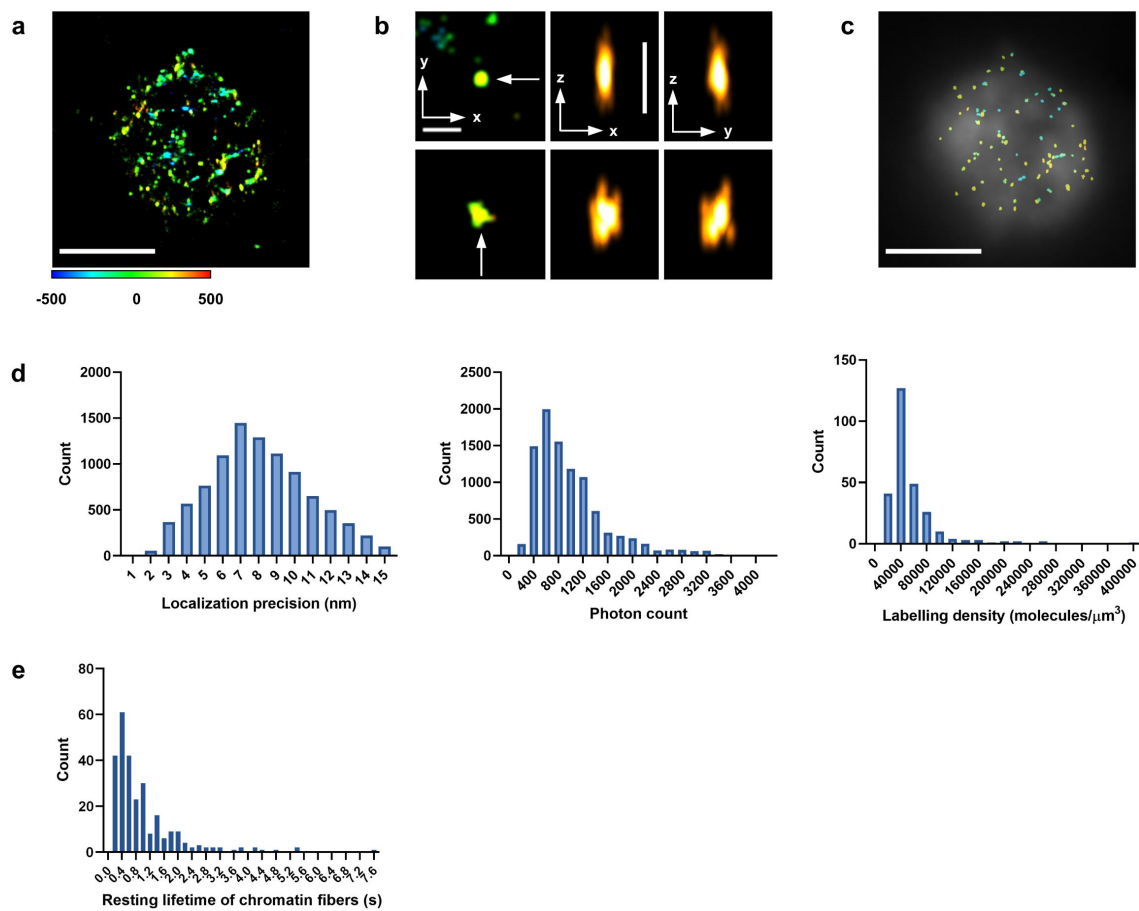 a
b
c
y
x
z
x
z
y
-500 0 500
d
2000
1500
1000
500
0
Count
1 2 3 4 5 6 7 8 9 10 11 12 13 14 15
Localization precision (nm)
2500
2000
1500
1000
500
0
Count
0 400 800 1200 1600 2000 2400 2800 3200 3600 4000
Photon count
150
100
50
0
Count
0 40000 80000 120000 160000 200000 240000 280000 320000 360000 400000
Labelling density (molecules/μm³)
e
80
60
40
20
0
Count
0.0 0.4 0.8 1.2 1.6 2.0 2.4 2.8 3.2 3.6 4.0 4.4 4.8 5.2 5.6 6.0 6.4 6.8 7.2 7.6
Resting lifetime of chromatin fibers (s)